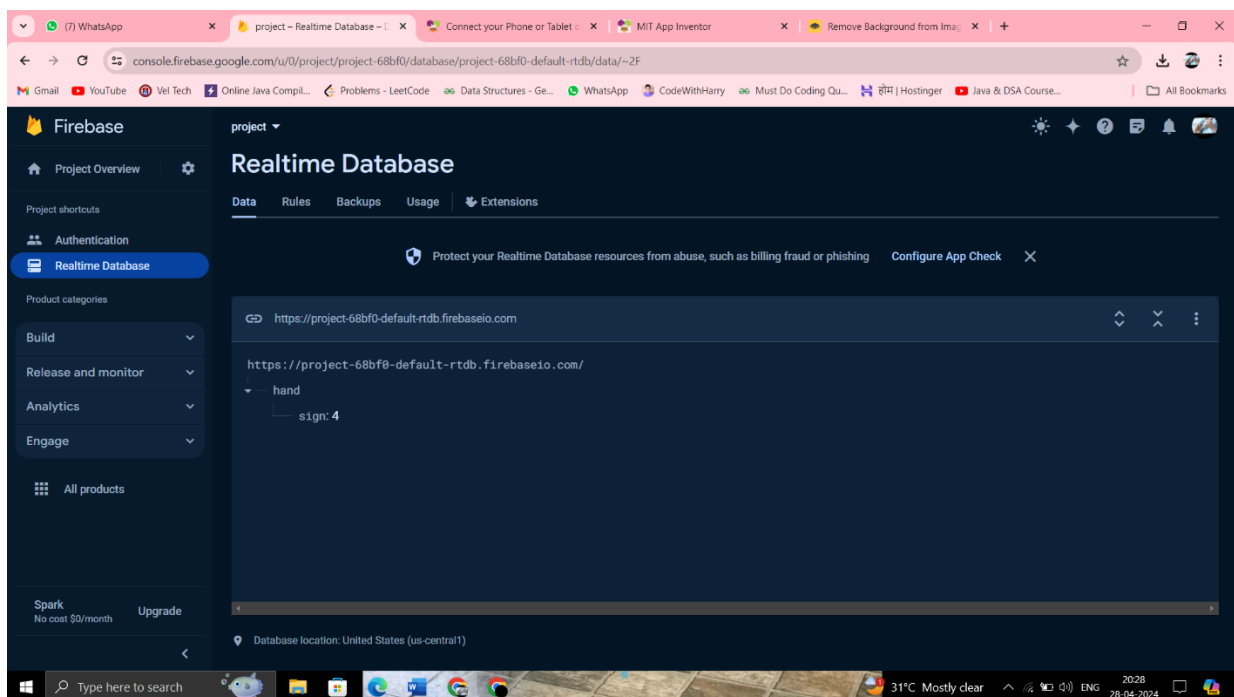 (7) WhatsApp
project – Realtime Database –
Connect your Phone or Tablet
MIT App Inventor
Remove Background from Imag
console.firebase.google.com/u/0/project/project-68bf0/database/project-68bf0-default-rtdb/data/~2F
Gmail YouTube Vel Tech Online Java Compil... Problems - LeetCode Data Structures - Ge... WhatsApp CodeWithHarry Must Do Coding Qu... होम | Hostinger Java & DSA Course... All Bookmarks
Firebase
Project Overview
Project shortcuts
Authentication
Realtime Database
Product categories
Build
Release and monitor
Analytics
Engage
All products
Spark
No cost $0/month
Upgrade
project
Realtime Database
Data Rules Backups Usage Extensions
Protect your Realtime Database resources from abuse, such as billing fraud or phishing Configure App Check
https://project-68bf0-default-rtdb.firebaseio.com
https://project-68bf0-default-rtdb.firebaseio.com/
hand
sign: 4
Database location: United States (us-central1)
Type here to search
31°C Mostly clear
ENG
2028
28-04-2024